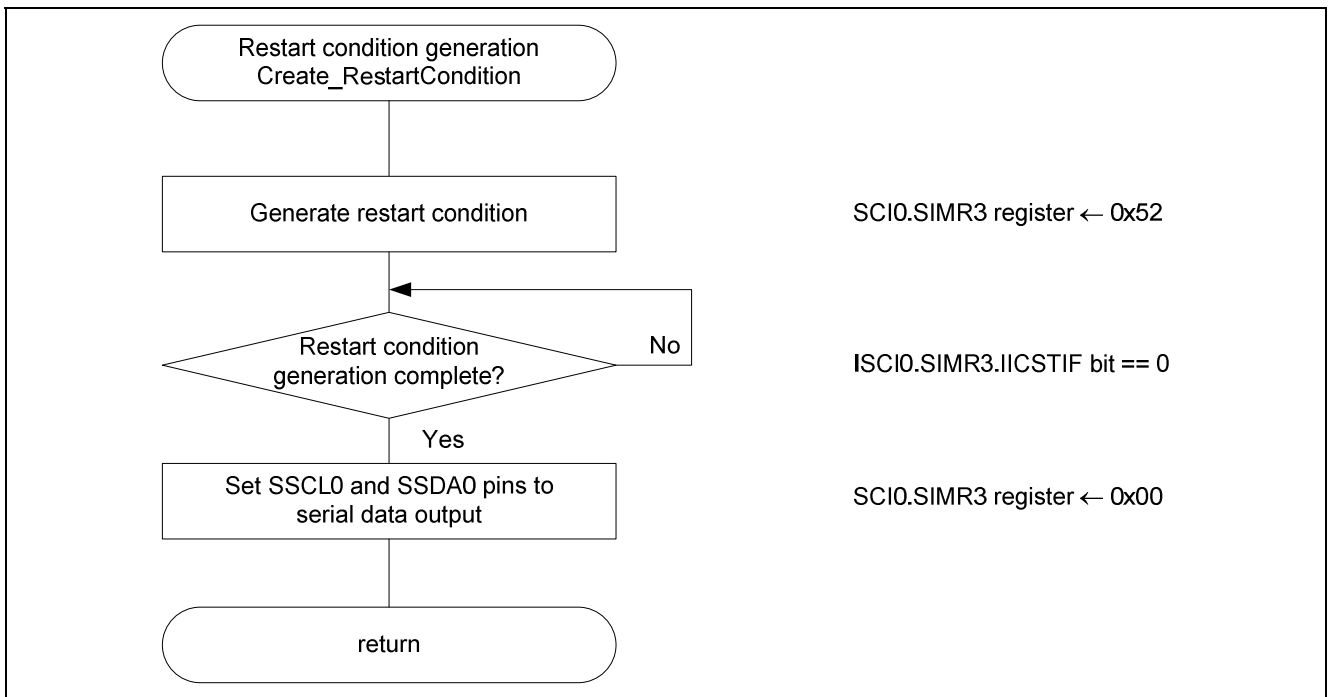 Restart condition generation
Create_RestartCondition
Generate restart condition
SCI0.SIMR3 register ← 0x52
Restart condition
generation complete?
No
ISCI0.SIMR3.IICSTIF bit == 0
Yes
Set SSCL0 and SSDA0 pins to
serial data output
SCI0.SIMR3 register ← 0x00
return